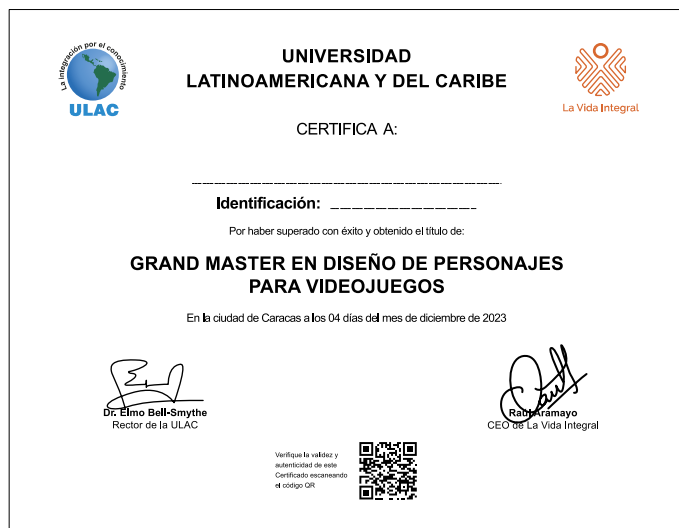 La integración por el conocimiento
ULAC
UNIVERSIDAD
LATINOAMERICANA Y DEL CARIBE
La Vida Integral
CERTIFICA A:
Identificación:
Por haber superado con éxito y obtenido el título de:
GRAND MASTER EN DISEÑO DE PERSONAJES
PARA VIDEOJUEGOS
En la ciudad de Caracas a los 04 días del mes de diciembre de 2023
Dr. Elmo Bell-Smythe
Rector de la ULAC
Raúl Aramayo
CEO de La Vida Integral
Verifique la validez y
autenticidad de este
Certificado escaneando
el código QR